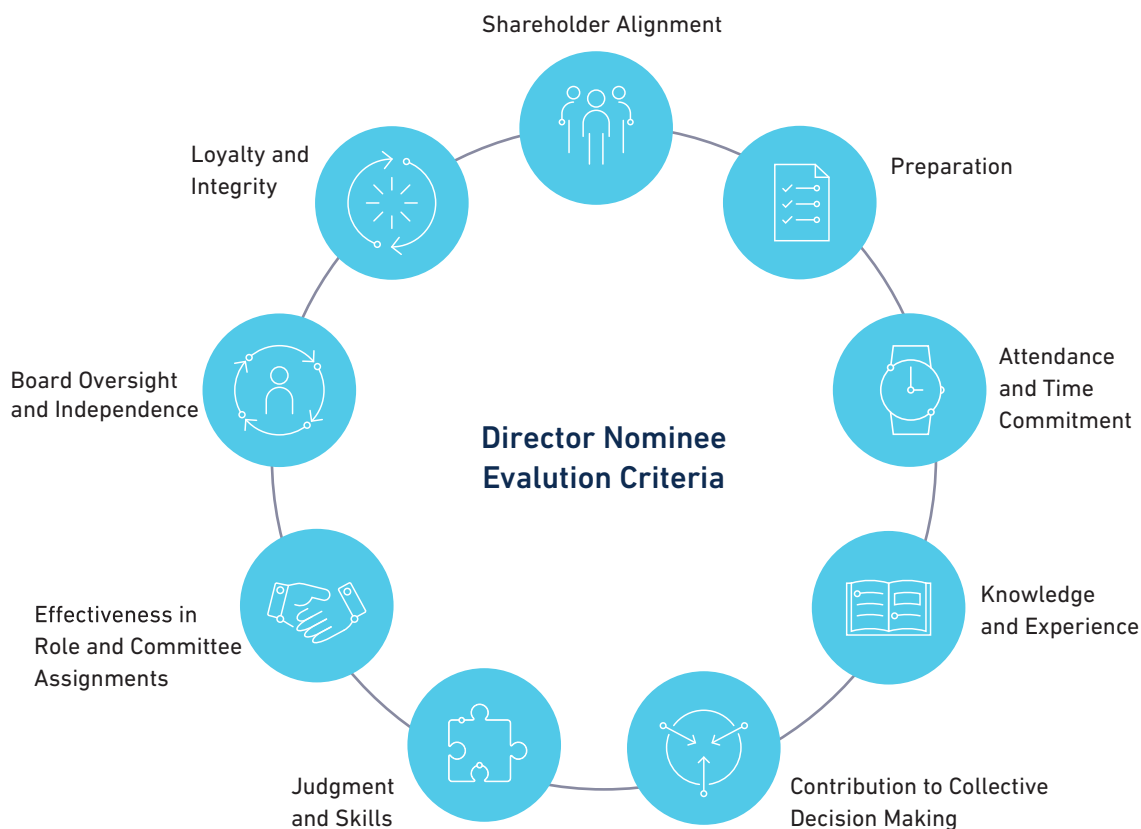 Shareholder Alignment
Preparation
Attendance
and Time
Commitment
Knowledge
and Experience
Contribution to Collective
Decision Making
Judgment
and Skills
Effectiveness in
Role and Committee
Assignments
Board Oversight
and Independence
Loyalty and
Integrity
Director Nominee
Evalution Criteria